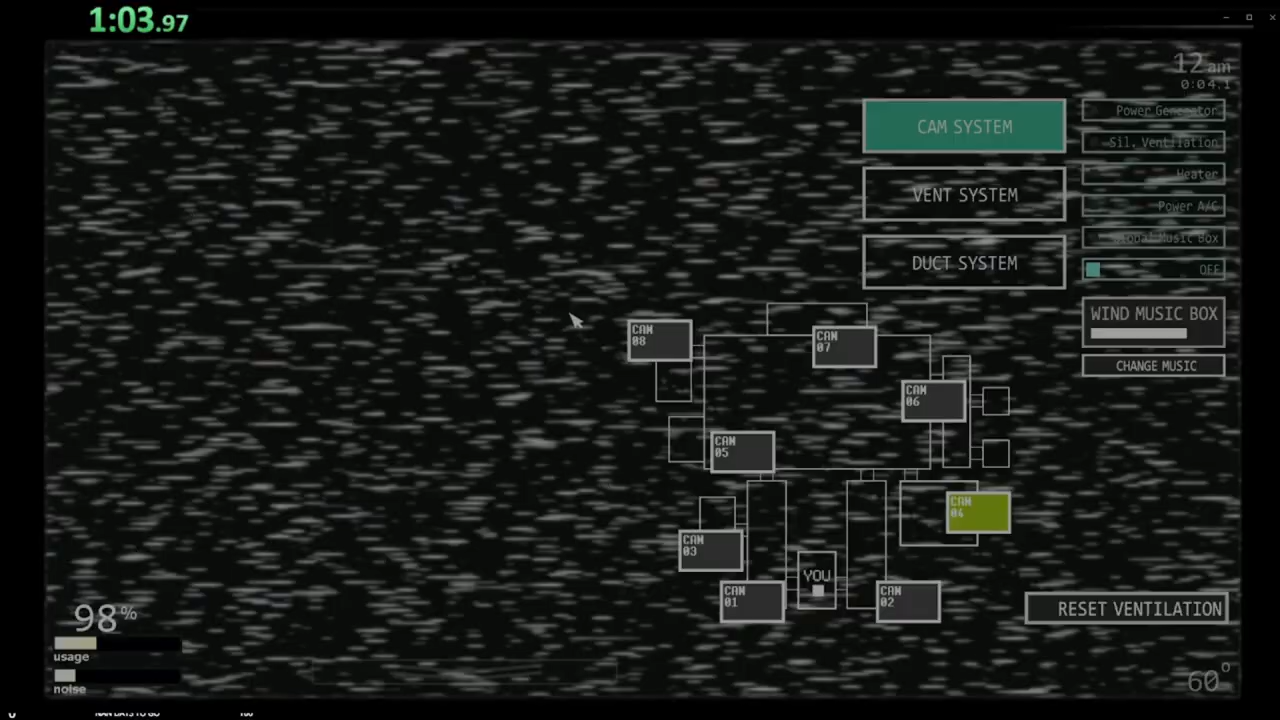 1:03.97
12 am
0:04.1
CAM SYSTEM
Power Generator
Sil. Ventilation
VENT SYSTEM
Heater
Power A/C
DUCT SYSTEM
Global Music Box
OFF
WIND MUSIC BOX
CHANGE MUSIC
CAM 08
CAM 07
CAM 06
CAM 05
CAM 04
CAM 03
YOU
CAM 01
CAM 02
RESET VENTILATION
98%
usage
noise
60°